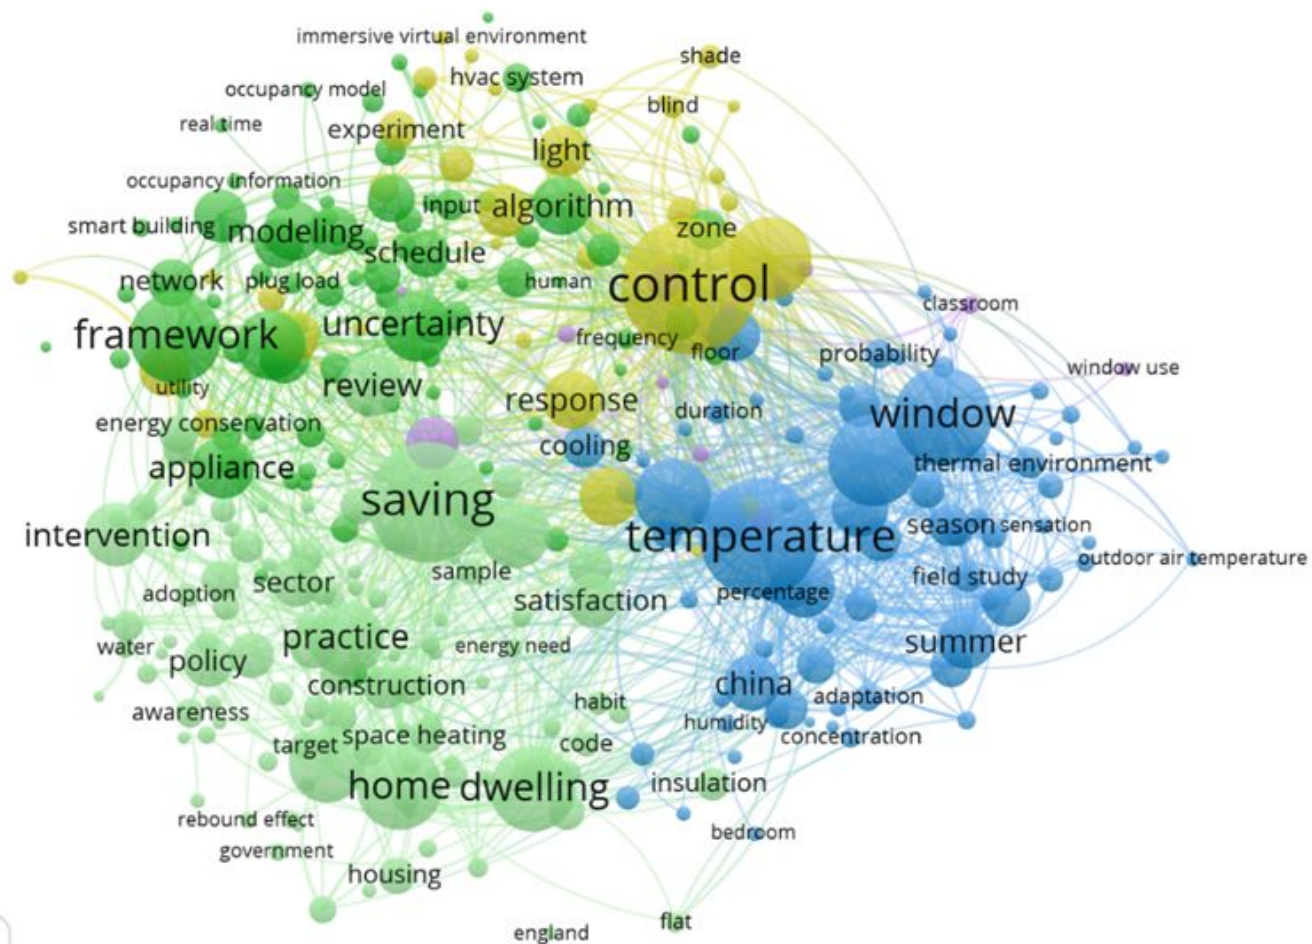 immersive virtual environment
shade
hvac system
occupancy model
blind
real time
experiment
light
occupancy information
input
algorithm
smart building
modeling
zone
schedule
network
plug load
human
control
classroom
framework
uncertainty
frequency
floor
probability
window use
utility
review
response
duration
window
energy conservation
cooling
appliance
thermal environment
saving
intervention
temperature
season
sensation
outdoor air temperature
sample
field study
adoption
sector
satisfaction
percentage
water
practice
energy need
summer
policy
construction
china
adaptation
awareness
habit
humidity
concentration
target
space heating
code
home
dwelling
insulation
rebound effect
bedroom
government
housing
flat
england